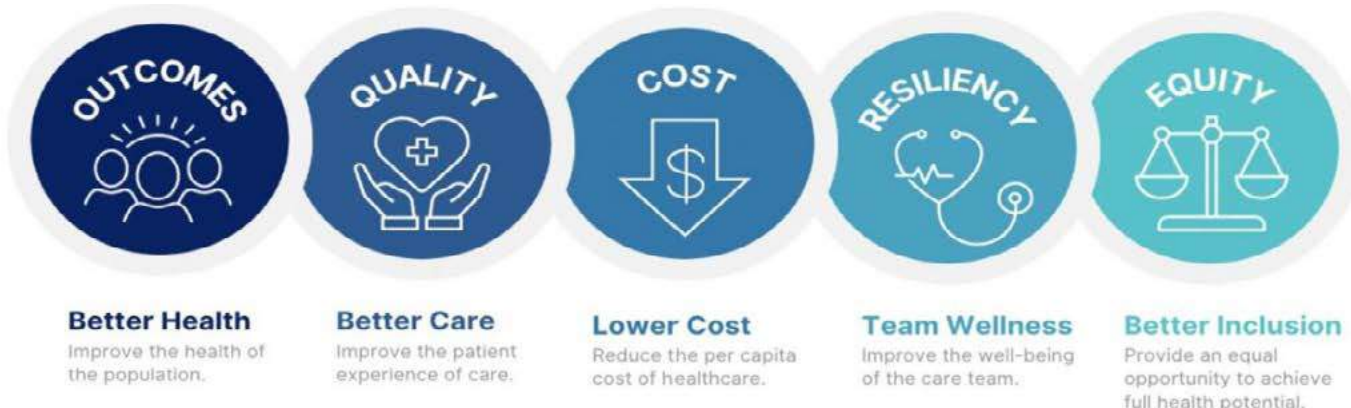 OUTCOMES
QUALITY
COST
$
RESILIENCY
EQUITY
Better Health
Improve the health of
the population.
Better Care
Improve the patient
experience of care.
Lower Cost
Reduce the per capita
cost of healthcare.
Team Wellness
Improve the well-being
of the care team.
Better Inclusion
Provide an equal
opportunity to achieve
full health potential.